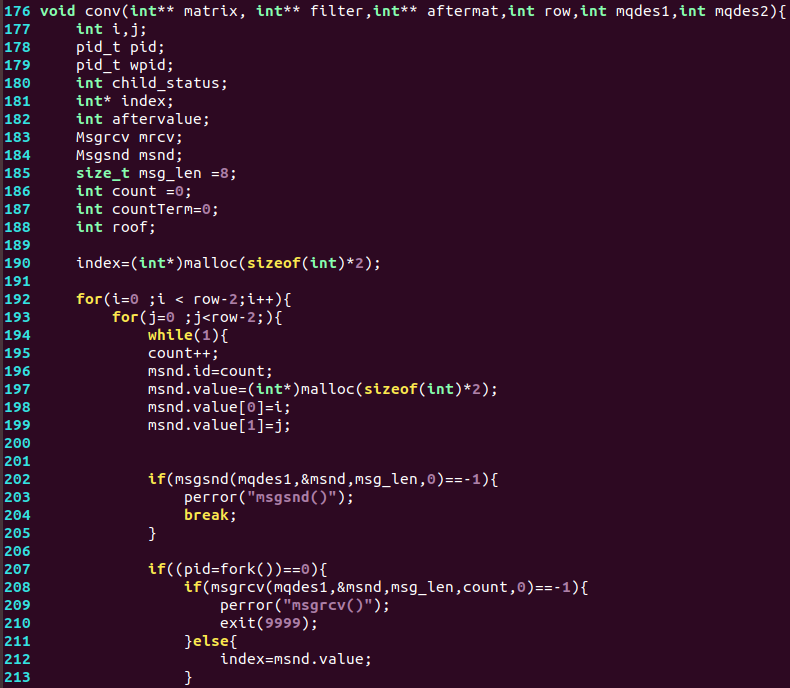 176 void conv(int** matrix, int** filter,int** aftermat,int row,int mqdes1,int mqdes2){
177     int i,j;
178     pid_t pid;
179     pid_t wpid;
180     int child_status;
181     int* index;
182     int aftervalue;
183     Msgrcv mrcv;
184     Msgsnd msnd;
185     size_t msg_len =8;
186     int count =0;
187     int countTerm=0;
188     int roof;
189
190     index=(int*)malloc(sizeof(int)*2);
191
192     for(i=0 ;i < row-2;i++){
193         for(j=0 ;j<row-2;){
194             while(1){
195             count++;
196             msnd.id=count;
197             msnd.value=(int*)malloc(sizeof(int)*2);
198             msnd.value[0]=i;
199             msnd.value[1]=j;
200
201
202             if(msgsnd(mqdes1,&msnd,msg_len,0)==-1){
203                 perror("msgsnd()");
204                 break;
205             }
206
207             if((pid=fork())==0){
208                 if(msgrcv(mqdes1,&msnd,msg_len,count,0)==-1){
209                     perror("msgrcv()");
210                     exit(9999);
211                 }else{
212                     index=msnd.value;
213                 }